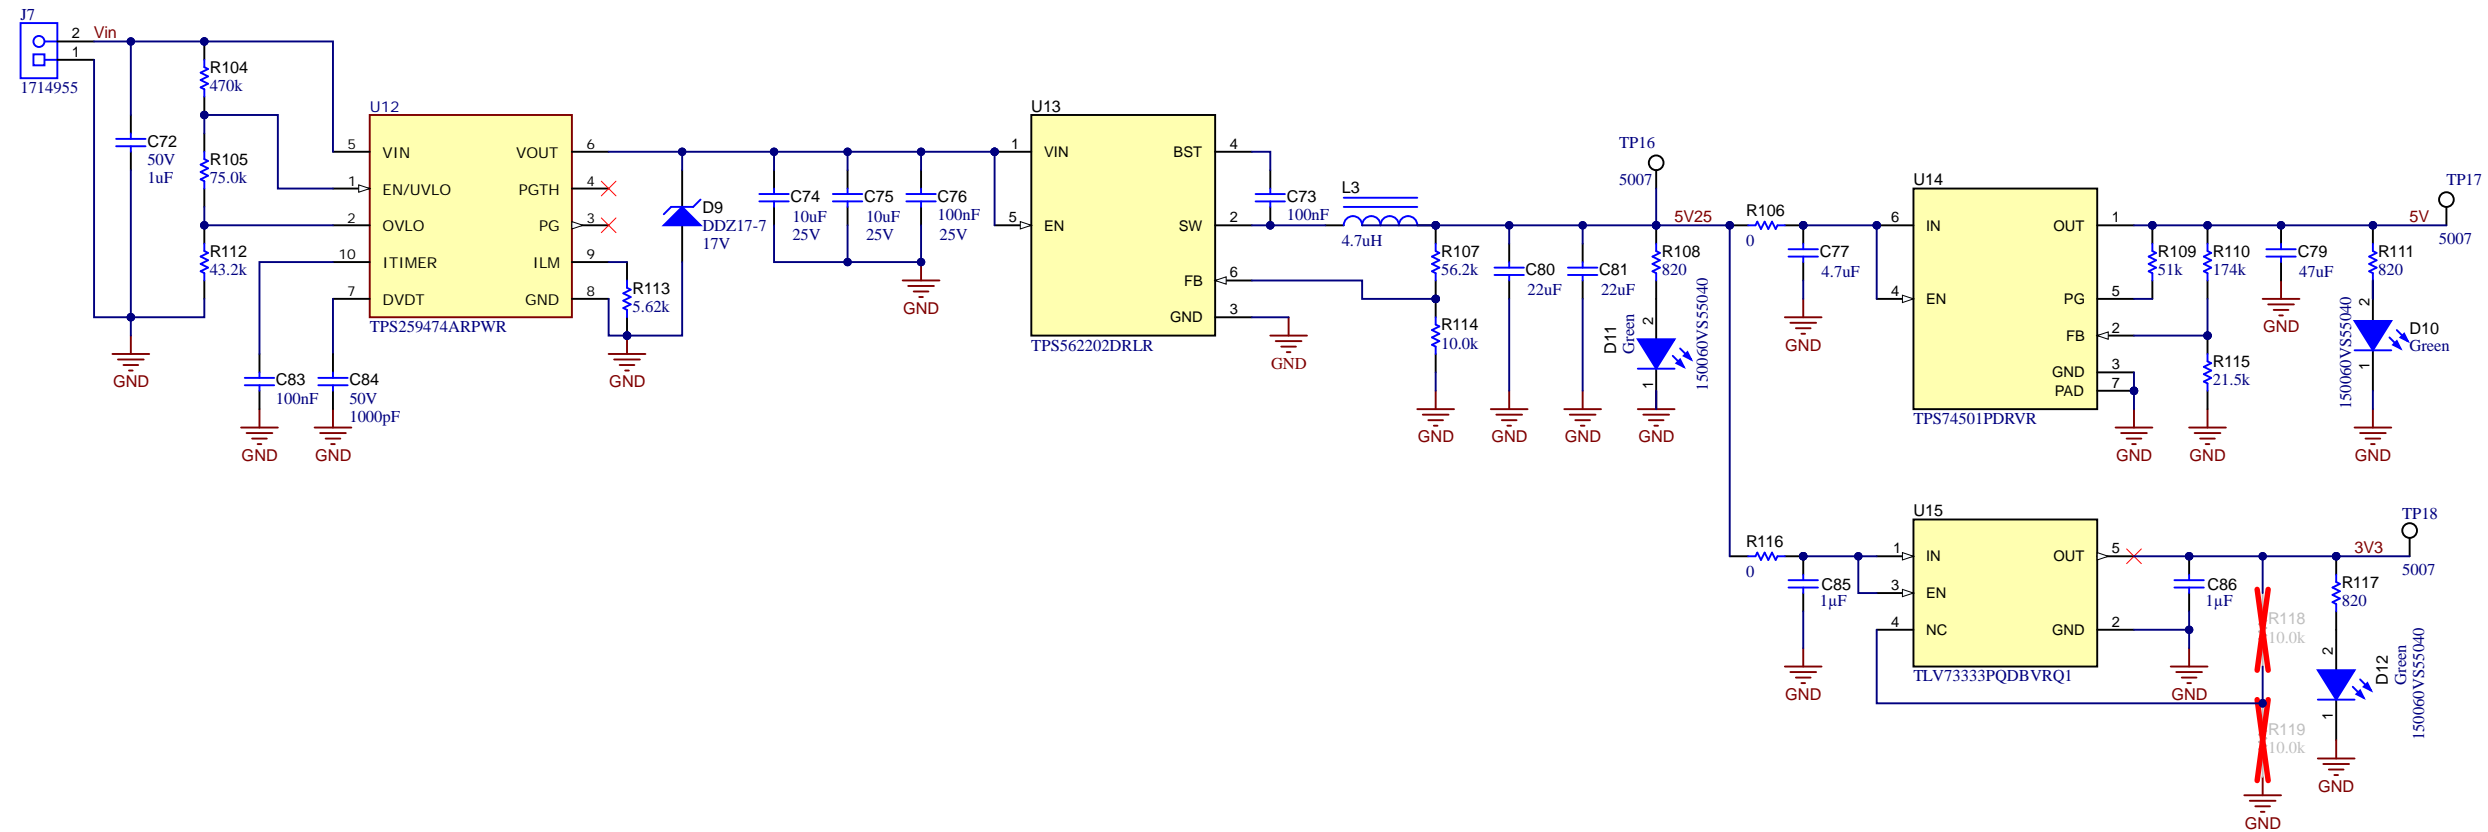 J7
2
Vin
1
1714955
R104
470k
R105
75.0k
R112
43.2k
C72
50V
1uF
GND
U12
5
VIN
VOUT
6
1
EN/UVLO
PGTH
4
2
OVLO
PG
3
10
ITIMER
ILM
9
7
DVDT
GND
8
TPS259474ARPWR
C83
100nF
GND
C84
50V
1000pF
GND
R113
5.62k
GND
D9
DDZ17-7
17V
C74
10uF
25V
C75
10uF
25V
C76
100nF
25V
GND
U13
1
VIN
BST
4
5
EN
SW
2
FB
6
GND
3
TPS562202DRLR
GND
C73
100nF
L3
4.7uH
R107
56.2k
R114
10.0k
GND
C80
22uF
GND
C81
22uF
GND
TP16
5007
5V25
R108
820
D11
Green
2
1
150060VS55040
GND
R106
0
C77
4.7uF
GND
U14
6
IN
OUT
1
4
EN
PG
5
FB
2
GND
3
PAD
7
TPS74501PDRVR
GND
R109
51k
R110
174k
R115
21.5k
GND
C79
47uF
GND
5V
TP17
5007
R111
820
150060VS55040
2
1
D10
Green
GND
R116
0
C85
1µF
GND
U15
1
IN
OUT
5
3
EN
4
NC
GND
2
TLV73333PQDBVRQ1
C86
1µF
GND
R118
10.0k
R119
10.0k
GND
3V3
TP18
5007
R117
820
2
1
D12
Green
150060VS55040
GND